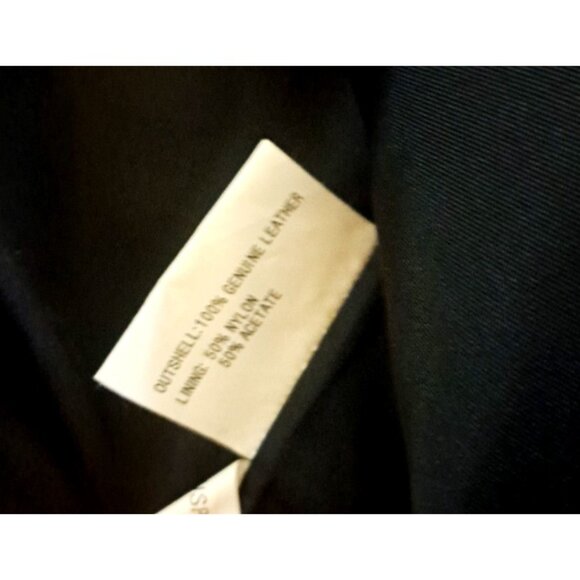 OUTSHELL:100% GENUINE LEATHER
LINING: 50% NYLON
50% ACETATE